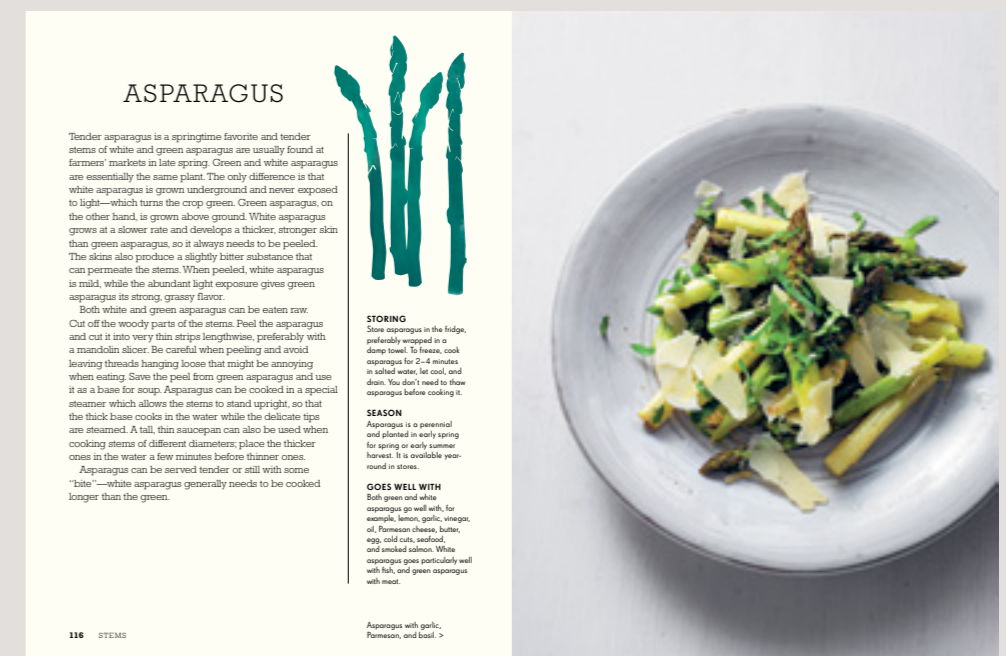 ASPARAGUS
Tender asparagus is a springtime favorite and tender
stems of white and green asparagus are usually found at
farmers' markets in late spring. Green and white asparagus
are essentially the same plant. The only difference is that
white asparagus is grown underground and never exposed
to light—which turns the crop green. Green asparagus, on
the other hand, is grown above ground. White asparagus
grows at a slower rate and develops a thicker, stronger skin
than green asparagus, so it always needs to be peeled.
The skins also produce a slightly bitter substance that
can permeate the stems. When peeled, white asparagus
is mild, while the abundant light exposure gives green
asparagus its strong, grassy flavor.
Both white and green asparagus can be eaten raw.
Cut off the woody parts of the stems. Peel the asparagus
and cut it into very thin strips lengthwise, preferably with
a mandolin slicer. Be careful when peeling and avoid
leaving threads hanging loose that might be annoying
when eating. Save the peel from green asparagus and use
it as a base for soup. Asparagus can be cooked in a special
steamer which allows the stems to stand upright, so that
the thick base cooks in the water while the delicate tips
are steamed. A tall, thin saucepan can also be used when
cooking stems of different diameters; place the thicker
ones in the water a few minutes before thinner ones.
Asparagus can be served tender or still with some
"bite"—white asparagus generally needs to be cooked
longer than the green.
STORING
Store asparagus in the fridge,
preferably wrapped in a
damp towel. To freeze, cook
asparagus for 2–4 minutes
in salted water, let cool, and
drain. You don't need to thaw
asparagus before cooking it.
SEASON
Asparagus is a perennial
and planted in early spring
for spring or early summer
harvest. It is available year-
round in stores.
GOES WELL WITH
Both green and white
asparagus go well with, for
example, lemon, garlic, vinegar,
oil, Parmesan cheese, butter,
egg, cold cuts, seafood,
and smoked salmon. White
asparagus goes particularly well
with fish, and green asparagus
with meat.
Asparagus with garlic,
Parmesan, and basil. >
116 STEMS